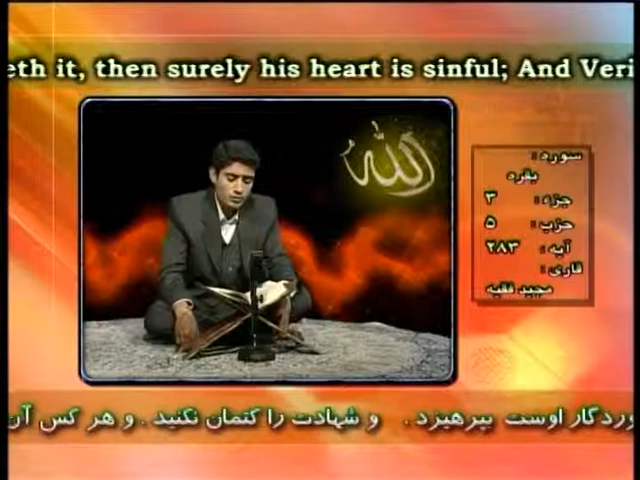 eth it, then surely his heart is sinful; And Veri
الله
سوره :
بقره
جزء : ۳
حزب : ۵
آیه : ۲۸۳
قاری :
مجید فقیه
وردگار اوست بپرهیزد . و شهادت را کتمان نکنید . و هر کس آن